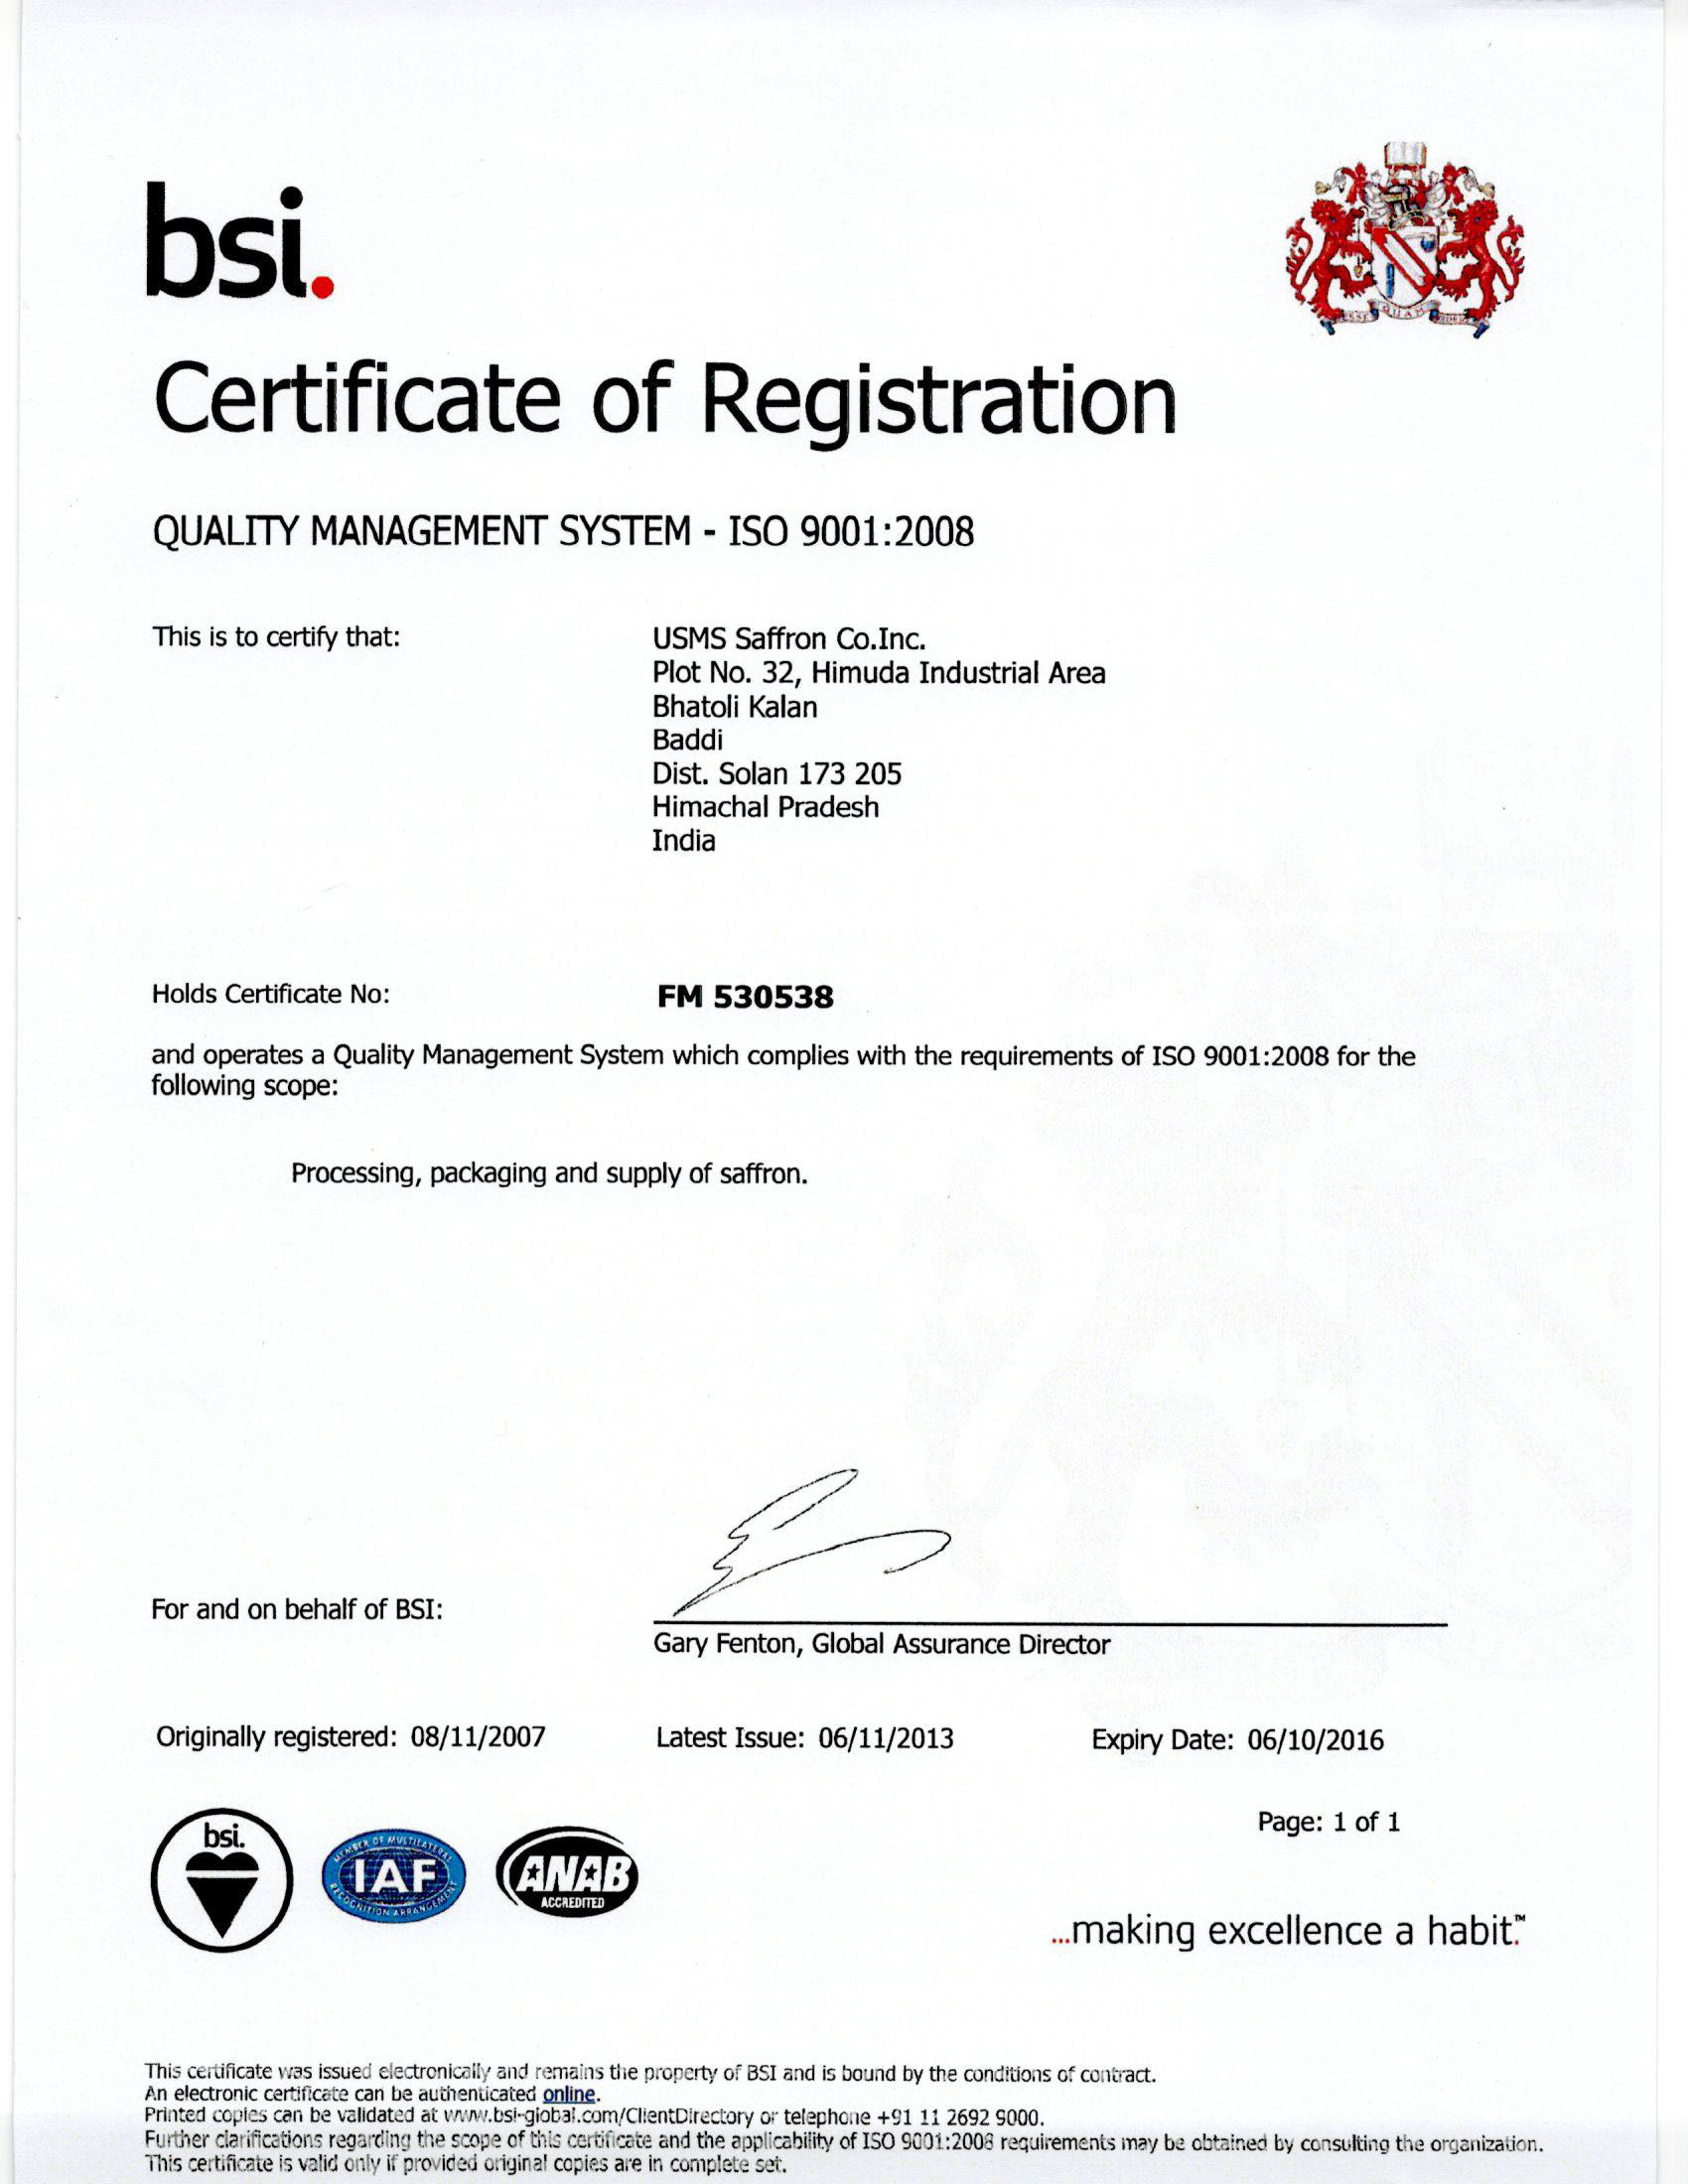 bsi.
Certificate of Registration
QUALITY MANAGEMENT SYSTEM - ISO 9001:2008
This is to certify that:
USMS Saffron Co.Inc.
Plot No. 32, Himuda Industrial Area
Bhatoli Kalan
Baddi
Dist. Solan 173 205
Himachal Pradesh
India
Holds Certificate No:
FM 530538
and operates a Quality Management System which complies with the requirements of ISO 9001:2008 for the
following scope:
Processing, packaging and supply of saffron.
For and on behalf of BSI:
Gary Fenton, Global Assurance Director
Originally registered: 08/11/2007
Latest Issue: 06/11/2013
Expiry Date: 06/10/2016
Page: 1 of 1
bsi.
MEMBER OF MULTILATERAL
IAF
RECOGNITION ARRANGEMENT
ANAB
ACCREDITED
...making excellence a habit.™
This certificate was issued electronically and remains the property of BSI and is bound by the conditions of contract.
An electronic certificate can be authenticated online.
Printed copies can be validated at www.bsi-global.com/ClientDirectory or telephone +91 11 2692 9000.
Further clarifications regarding the scope of this certificate and the applicability of ISO 9001:2008 requirements may be obtained by consulting the organization.
This certificate is valid only if provided original copies are in complete set.